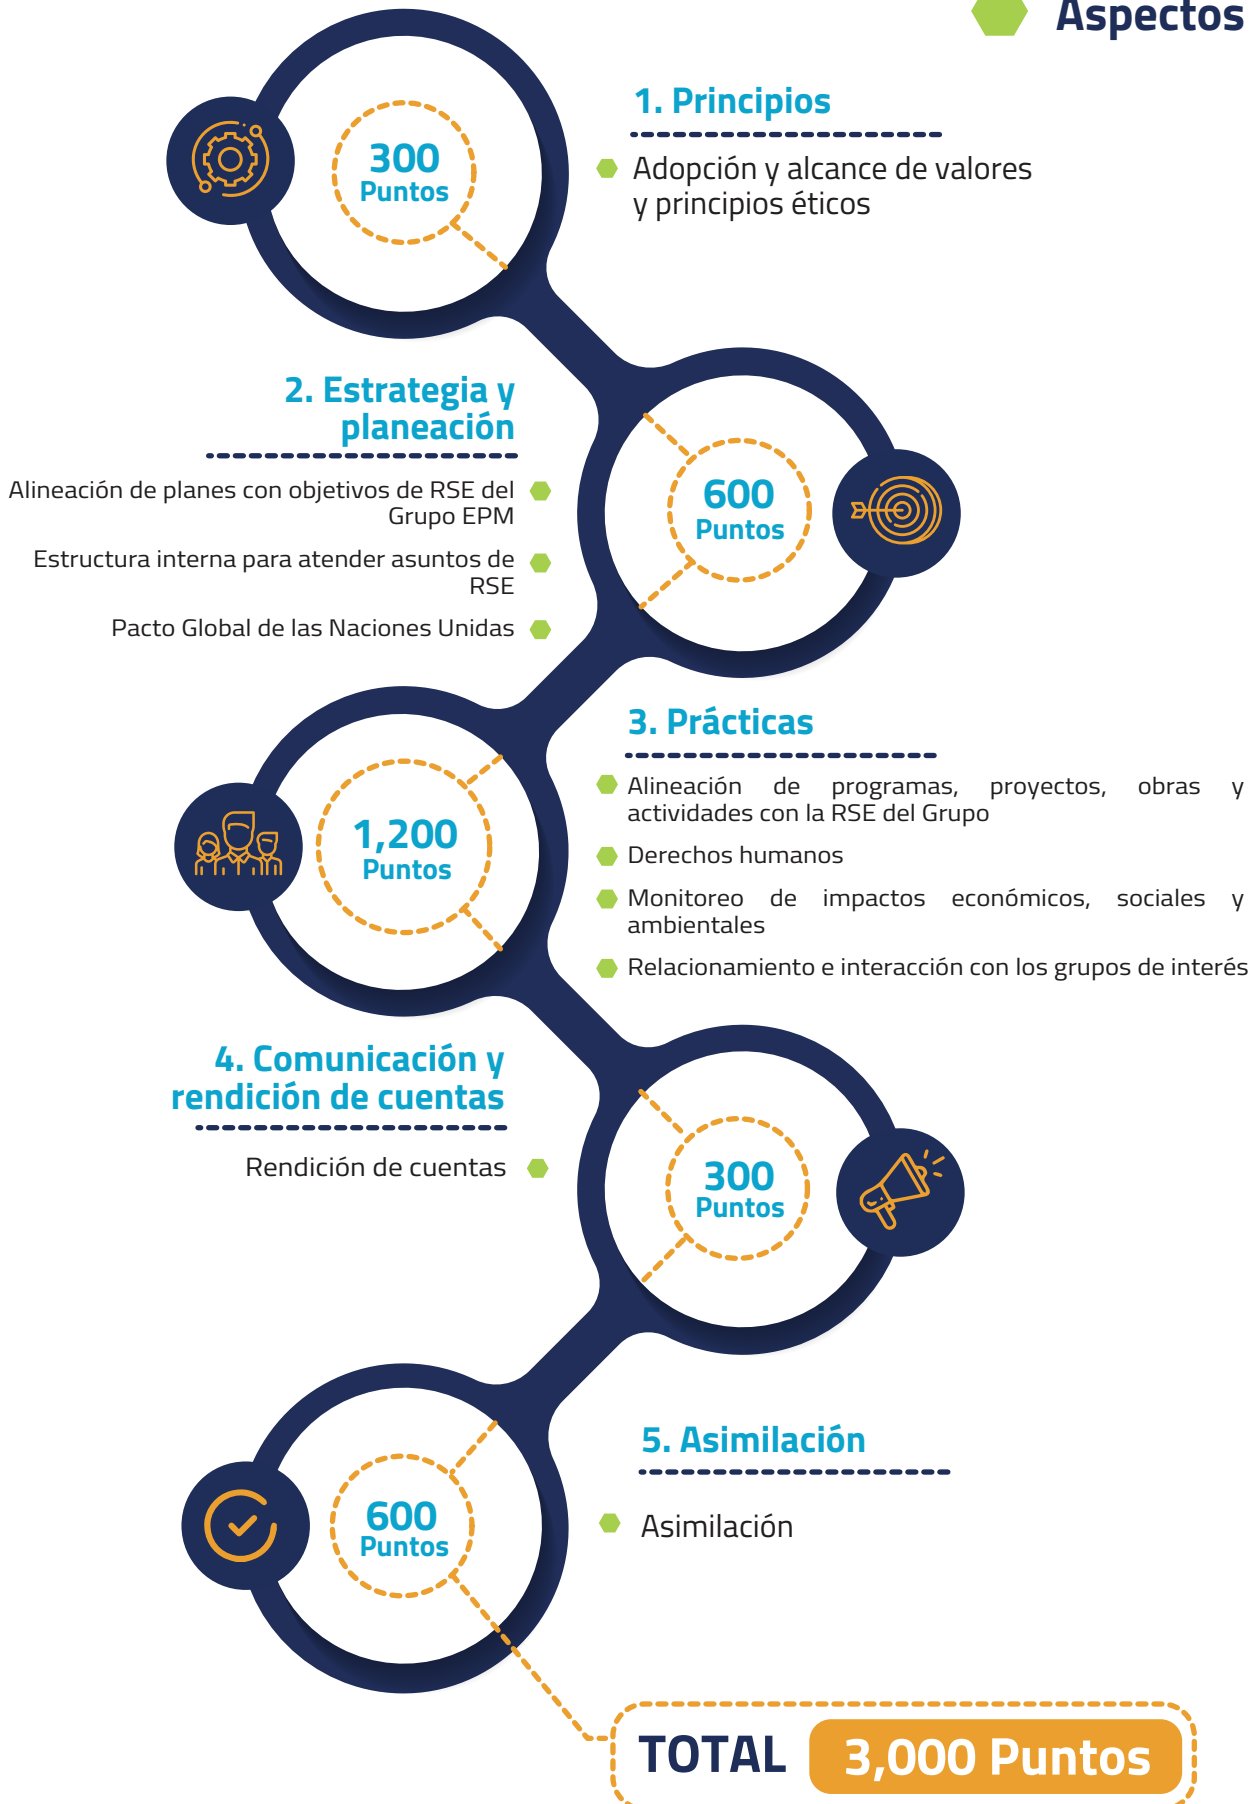 Aspectos
1. Principios
300
Puntos
Adopción y alcance de valores
y principios éticos
2. Estrategia y
planeación
600
Puntos
Alineación de planes con objetivos de RSE del
Grupo EPM
Estructura interna para atender asuntos de
RSE
Pacto Global de las Naciones Unidas
3. Prácticas
1,200
Puntos
Alineación de programas, proyectos, obras y
actividades con la RSE del Grupo
Derechos humanos
Monitoreo de impactos económicos, sociales y
ambientales
Relacionamiento e interacción con los grupos de interés
4. Comunicación y
rendición de cuentas
300
Puntos
Rendición de cuentas
5. Asimilación
600
Puntos
Asimilación
TOTAL 3,000 Puntos